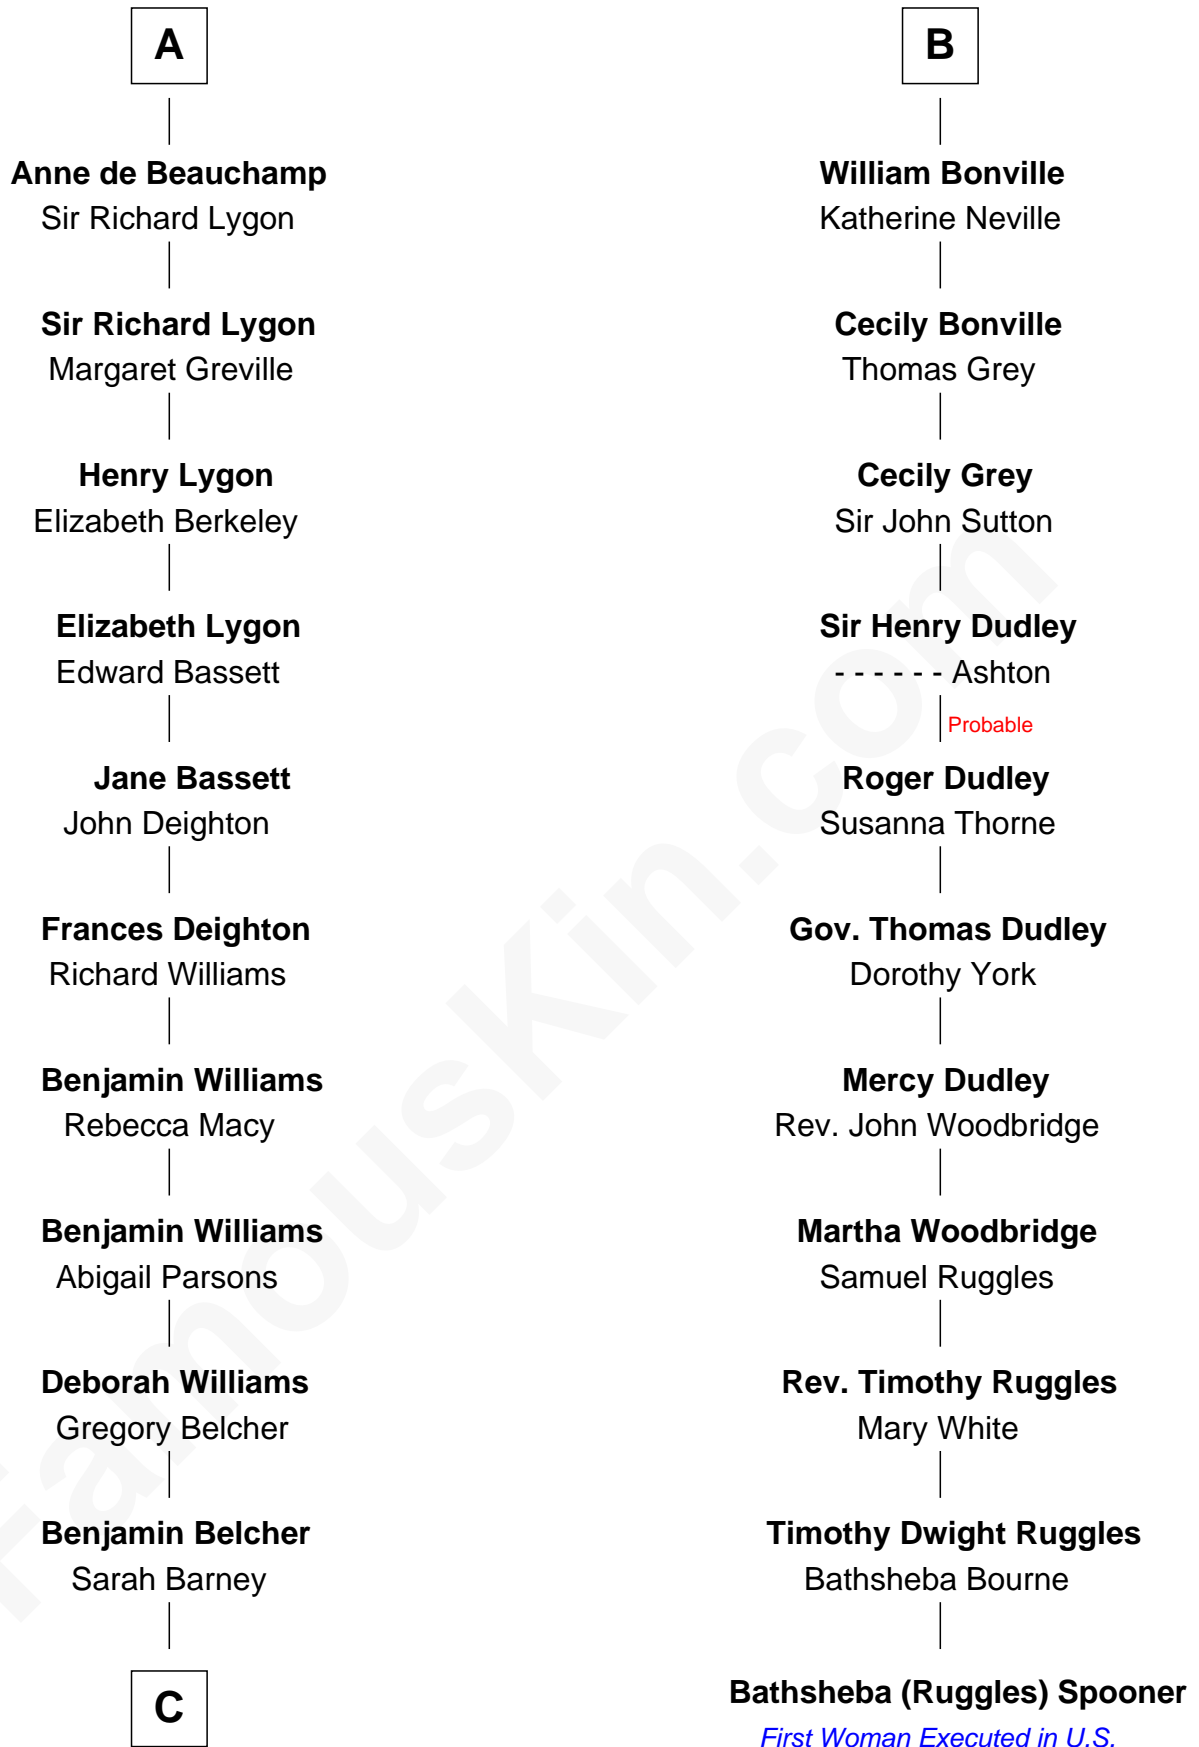 A
Anne de Beauchamp
Sir Richard Lygon
Sir Richard Lygon
Margaret Greville
Henry Lygon
Elizabeth Berkeley
Elizabeth Lygon
Edward Bassett
Jane Bassett
John Deighton
Frances Deighton
Richard Williams
Benjamin Williams
Rebecca Macy
Benjamin Williams
Abigail Parsons
Deborah Williams
Gregory Belcher
Benjamin Belcher
Sarah Barney
C
B
William Bonville
Katherine Neville
Cecily Bonville
Thomas Grey
Cecily Grey
Sir John Sutton
Sir Henry Dudley
- - - - - - Ashton
Probable
Roger Dudley
Susanna Thorne
Gov. Thomas Dudley
Dorothy York
Mercy Dudley
Rev. John Woodbridge
Martha Woodbridge
Samuel Ruggles
Rev. Timothy Ruggles
Mary White
Timothy Dwight Ruggles
Bathsheba Bourne
Bathsheba (Ruggles) Spooner
First Woman Executed in U.S.
FamousKin.com